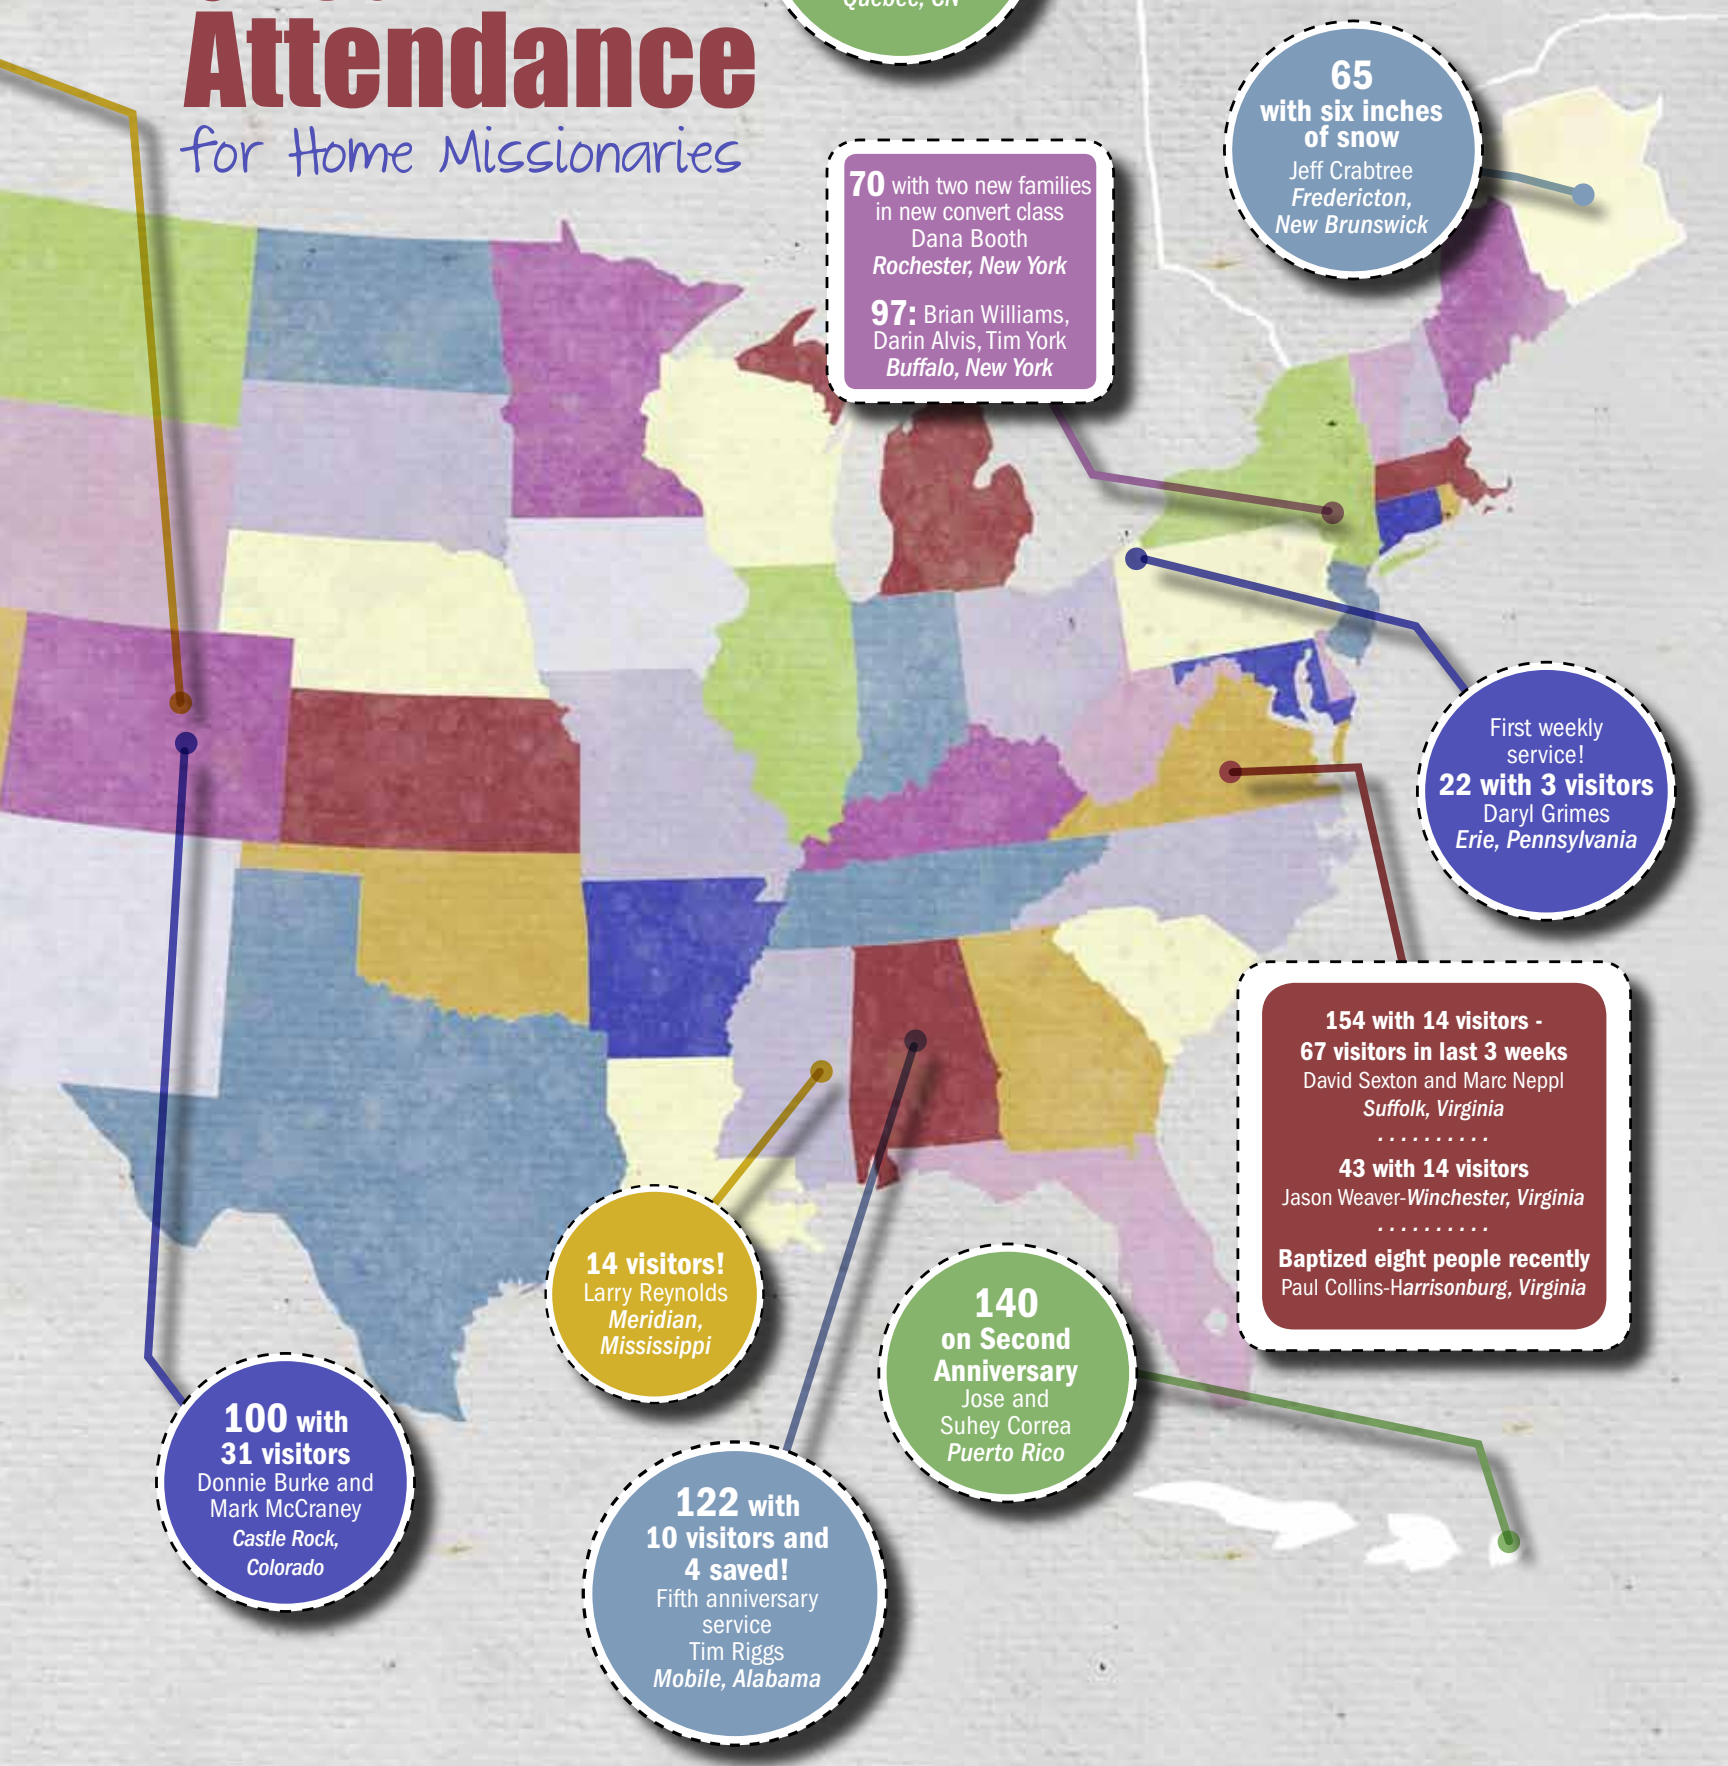 Attendance
for Home Missionaries
Quebec, CN
65
with six inches
of snow
Jeff Crabtree
Fredericton,
New Brunswick
70 with two new families
in new convert class
Dana Booth
Rochester, New York
97: Brian Williams,
Darin Alvis, Tim York
Buffalo, New York
First weekly
service!
22 with 3 visitors
Daryl Grimes
Erie, Pennsylvania
154 with 14 visitors -
67 visitors in last 3 weeks
David Sexton and Marc Neppl
Suffolk, Virginia
. . . . . . . . . .
43 with 14 visitors
Jason Weaver-Winchester, Virginia
. . . . . . . . . .
Baptized eight people recently
Paul Collins-Harrisonburg, Virginia
14 visitors!
Larry Reynolds
Meridian,
Mississippi
140
on Second
Anniversary
Jose and
Suhey Correa
Puerto Rico
100 with
31 visitors
Donnie Burke and
Mark McCraney
Castle Rock,
Colorado
122 with
10 visitors and
4 saved!
Fifth anniversary
service
Tim Riggs
Mobile, Alabama